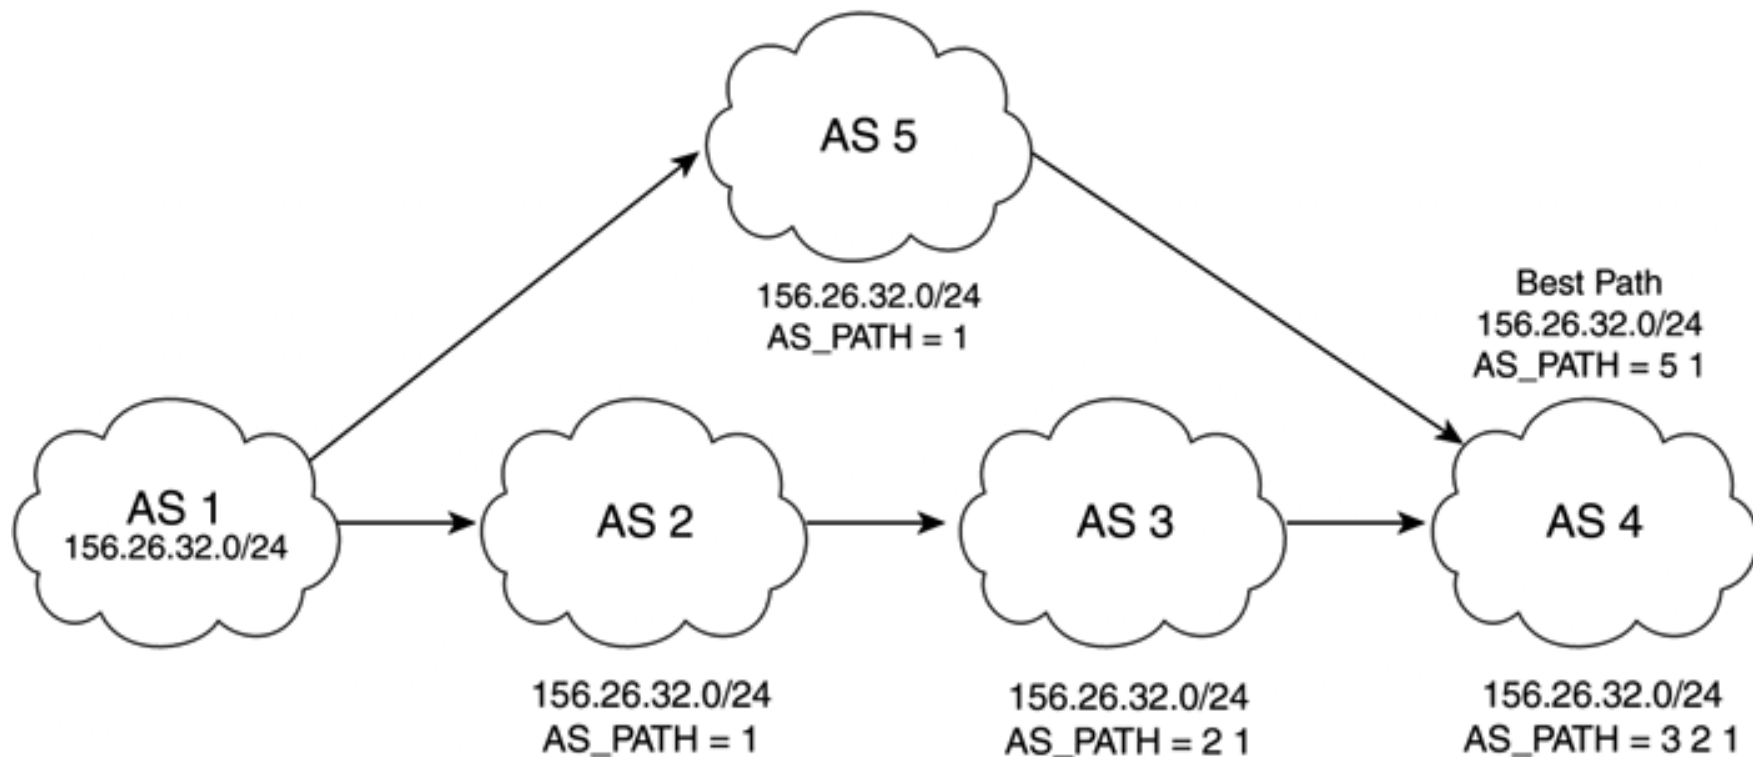 AS 5
156.26.32.0/24
AS_PATH = 1
Best Path
156.26.32.0/24
AS_PATH = 5 1
AS 1
156.26.32.0/24
AS 2
AS 3
AS 4
156.26.32.0/24
AS_PATH = 1
156.26.32.0/24
AS_PATH = 2 1
156.26.32.0/24
AS_PATH = 3 2 1